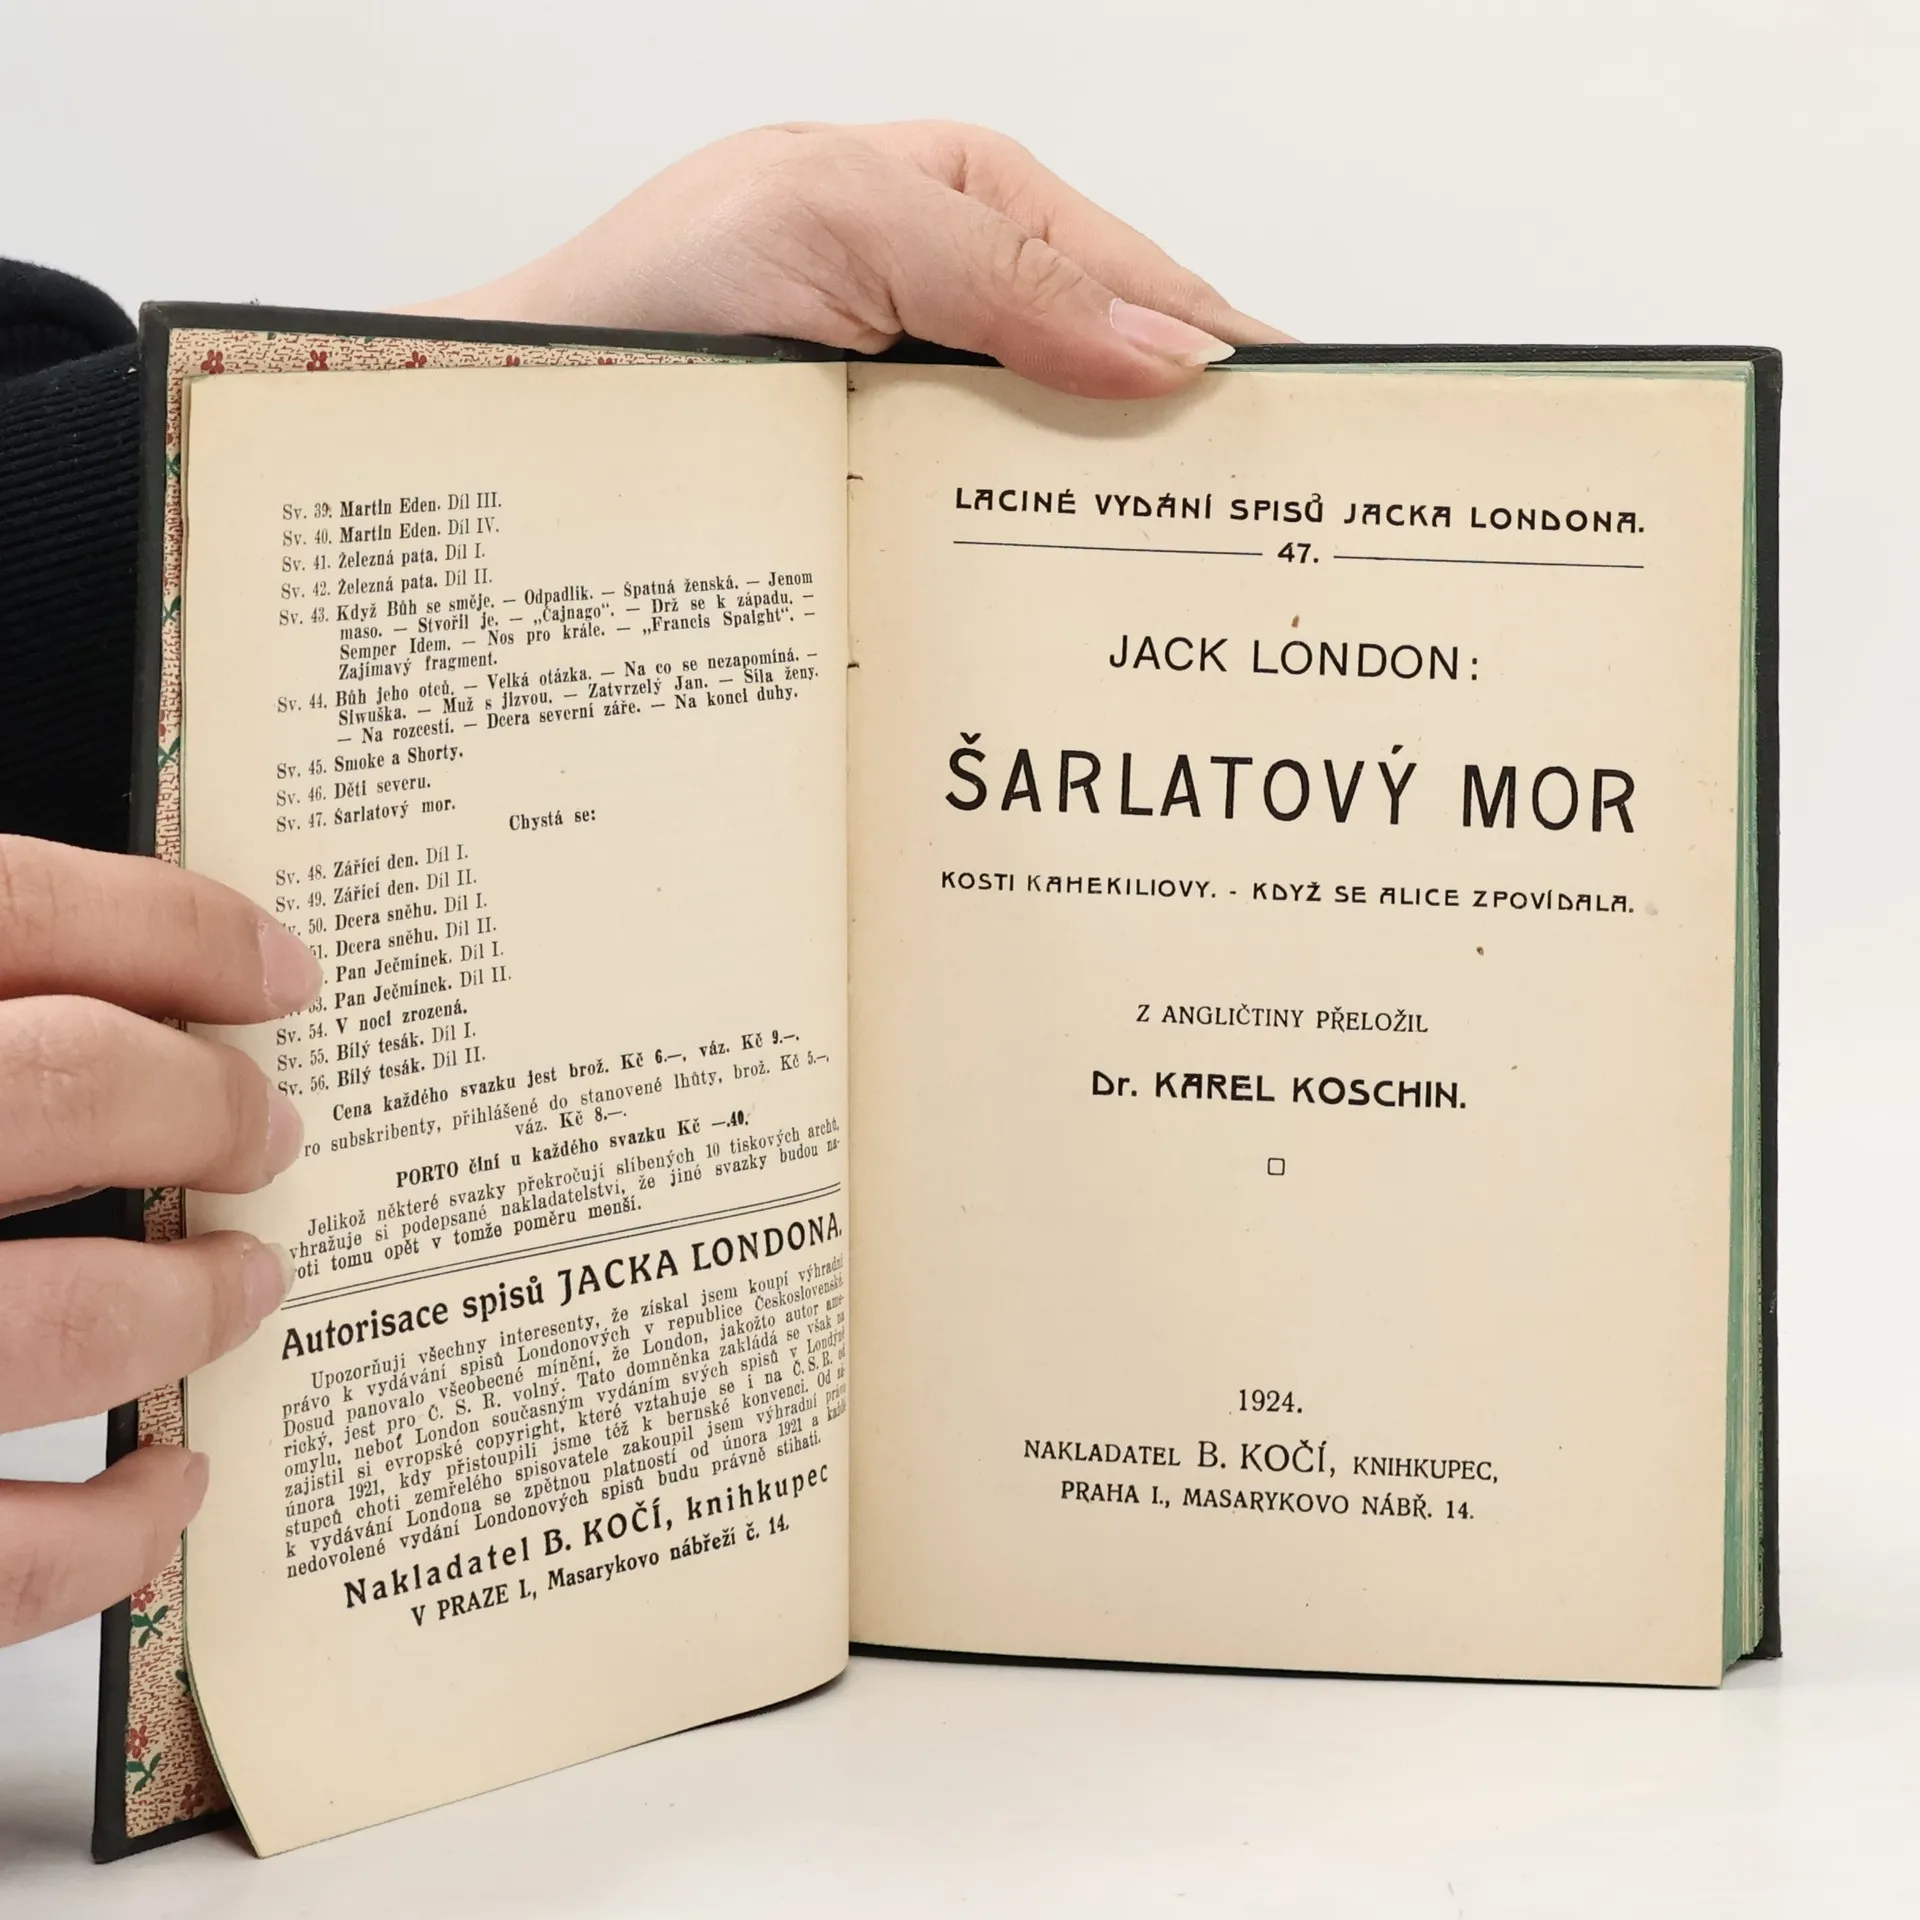 Sv. 39. Martin Eden. Díl III.
Sv. 40. Martin Eden. Díl IV.
Sv. 41. Železná pata. Díl I.
Sv. 42. Železná pata. Díl II.
Sv. 43. Když Bůh se směje. — Odpadlík. — Špatná ženská. — Jenom
maso. — Stvořil je. — „Čajnago“. — Drž se k západu. —
Semper Idem. — Nos pro krále. — „Francis Spaight“. —
Zajímavý fragment.
Sv. 44. Bůh jeho otců. — Velká otázka. — Na co se nezapomíná. —
Siwuška. — Muž s jizvou. — Zatvrzelý Jan. — Síla ženy.
— Na rozcestí. — Dcera severní záře. — Na konci duhy.
Sv. 45. Smoke a Shorty.
Sv. 46. Děti severu.
Sv. 47. Šarlatový mor.
Chystá se:
Sv. 48. Zářící den. Díl I.
Sv. 49. Zářící den. Díl II.
50. Dcera sněhu. Díl I.
51. Dcera sněhu. Díl II.
Pan Ječmínek. Díl I.
53. Pan Ječmínek. Díl II.
Sv. 54. V noci zrozená.
Sv. 55. Bílý tesák. Díl I.
Sv. 56. Bílý tesák. Díl II.
Cena každého svazku jest brož. Kč 6.—, váz. Kč 9.—.
ro subskribenty, přihlášené do stanovené lhůty, brož. Kč 5.—,
váz. Kč 8.—.
PORTO činí u každého svazku Kč —.40.
Jelikož některé svazky překročují slíbených 10 tiskových archů,
vhražuje si podepsané nakladatelství, že jiné svazky budou na-
roti tomu opět v tomže poměru menší.
Autorisace spisů JACKA LONDONA.
Upozorňuji všechny interesenty, že získal jsem koupí výhradní
právo k vydávání spisů Londonových v republice Československé.
Dosud panovalo všeobecné mínění, že London, jakožto autor ame-
rický, jest pro Č. S. R. volný. Tato domněnka zakládá se však na
omylu, neboť London současným vydáním svých spisů v Londýně
zajistil si evropské copyright, které vztahuje se i na Č. S. R. od
února 1921, kdy přistoupili jsme též k bernské konvenci. Od zá-
stupců choti zemřelého spisovatele zakoupil jsem výhradní právo
k vydávání Londona se zpětnou platností od února 1921 a každé
nedovolené vydání Londonových spisů budu právně stíhati.
Nakladatel B. KOČÍ, knihkupec
V PRAZE I., Masarykovo nábřeží č. 14.
LACINÉ VYDÁNÍ SPISŮ JACKA LONDONA.
47.
JACK LONDON:
ŠARLATOVÝ MOR
KOSTI KAHEKILIOVY. - KDYŽ SE ALICE ZPOVÍDALA.
Z ANGLIČTINY PŘELOŽIL
Dr. KAREL KOSCHIN.
1924.
NAKLADATEL B. KOČÍ, KNIHKUPEC,
PRAHA I., MASARYKOVO NÁBŘ. 14.